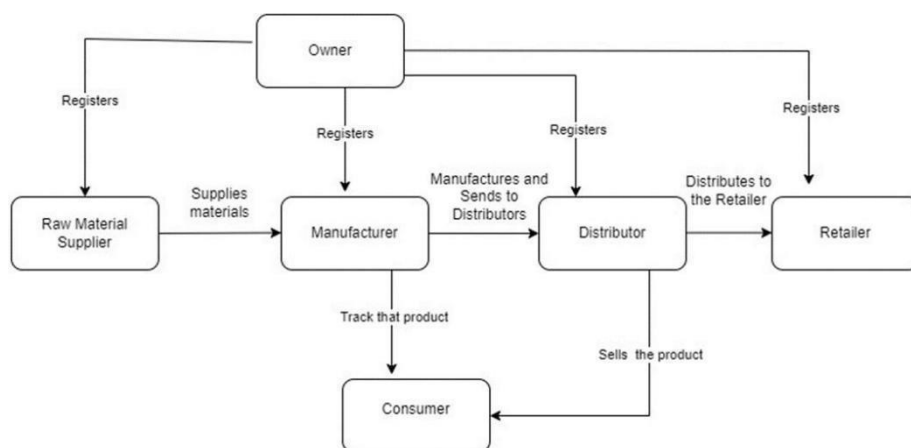 Owner
Registers
Registers
Registers
Registers
Supplies
materials
Manufactures and
Sends to
Distributors
Distributes to
the Retailer
Raw Material
Supplier
Manufacturer
Distributor
Retailer
Track that product
Sells the product
Consumer